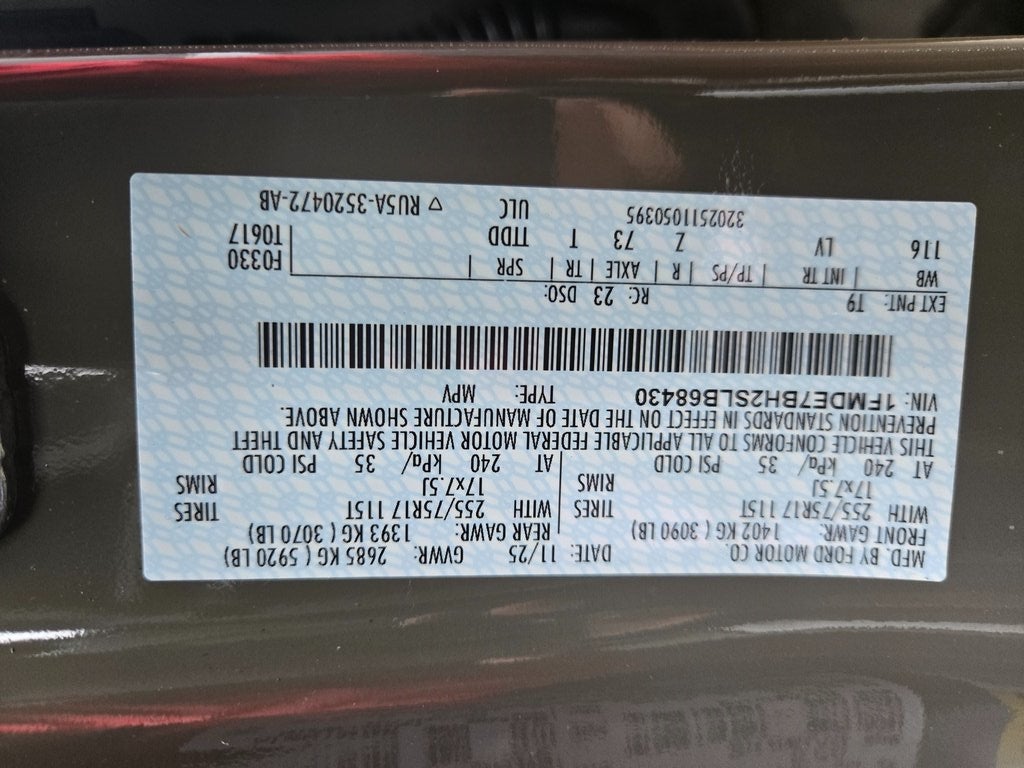 MFD. BY FORD MOTOR CO. DATE: 11/25 GVWR: 2685 KG ( 5920 LB)
FRONT GAWR: 1402 KG ( 3090 LB) REAR GAWR: 1393 KG ( 3070 LB)
WITH 255/75R17 115T TIRES WITH 255/75R17 115T TIRES
17x7.5J RIMS 17x7.5J RIMS
AT 240 kPa/ 35 PSI COLD AT 240 kPa/ 35 PSI COLD
THIS VEHICLE CONFORMS TO ALL APPLICABLE FEDERAL MOTOR VEHICLE SAFETY AND THEFT
PREVENTION STANDARDS IN EFFECT ON THE DATE OF MANUFACTURE SHOWN ABOVE.
VIN: 1FMDE7BH2SLB68430 TYPE: MPV
EXT PNT: T9 RC: 23 DSO:
WB | INT TR | TP/PS | R | AXLE | TR | SPR | F0330
116 LV Z 73 T TTDD T0617
3202511050395 ULC ▽ RU5A-3520472-AB